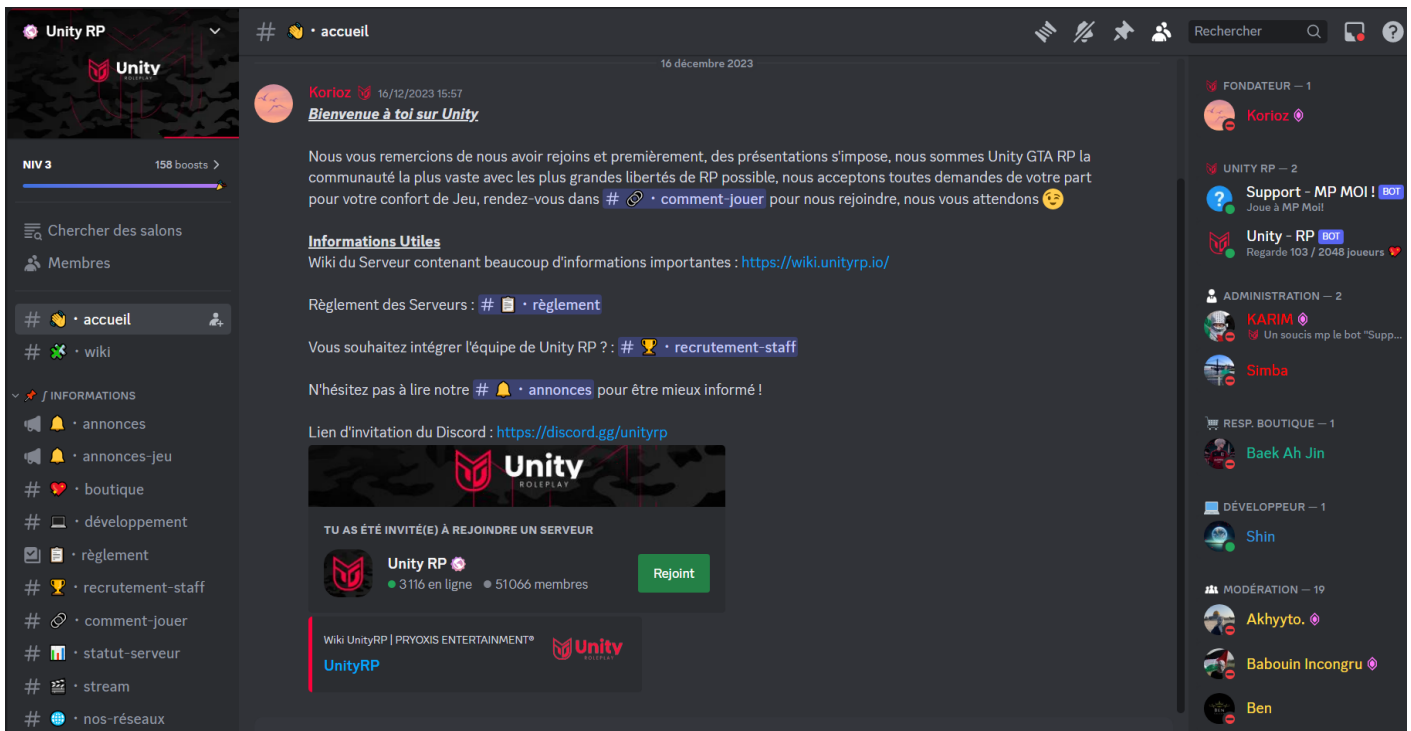 Unity RP
Unity
ROLEPLAY
NIV 3
158 boosts
Chercher des salons
Membres
# 👋 · accueil
# 🧩 · wiki
📌 ƒ INFORMATIONS
🔔 · annonces
🔔 · annonces-jeu
# 💖 · boutique
# 💻 · développement
📋 · règlement
# 🏆 · recrutement-staff
# 🔗 · comment-jouer
# 📊 · statut-serveur
# 🎬 · stream
# 🌐 · nos-réseaux
# 👋 · accueil
Rechercher
16 décembre 2023
Korioz 16/12/2023 15:57
Bienvenue à toi sur Unity
Nous vous remercions de nous avoir rejoins et premièrement, des présentations s'impose, nous sommes Unity GTA RP la
communauté la plus vaste avec les plus grandes libertés de RP possible, nous acceptons toutes demandes de votre part
pour votre confort de Jeu, rendez-vous dans # 🔗 · comment-jouer pour nous rejoindre, nous vous attendons 😉
Informations Utiles
Wiki du Serveur contenant beaucoup d'informations importantes : https://wiki.unityrp.io/
Règlement des Serveurs : # 📋 · règlement
Vous souhaitez intégrer l'équipe de Unity RP ? : # 🏆 · recrutement-staff
N'hésitez pas à lire notre # 🔔 · annonces pour être mieux informé !
Lien d'invitation du Discord : https://discord.gg/unityrp
Unity
ROLEPLAY
TU AS ÉTÉ INVITÉ(E) À REJOINDRE UN SERVEUR
Unity RP
3116 en ligne 51066 membres
Rejoint
Wiki UnityRP | PRYOXIS ENTERTAINMENT®
UnityRP
Unity
ROLEPLAY
FONDATEUR — 1
Korioz
UNITY RP — 2
Support - MP MOI ! BOT
Joue à MP Moi!
Unity - RP BOT
Regarde 103 / 2048 joueurs 💖
ADMINISTRATION — 2
KARIM
Un soucis mp le bot "Supp...
Simba
RESP. BOUTIQUE — 1
Baek Ah Jin
DÉVELOPPEUR — 1
Shin
MODÉRATION — 19
Akhyyto.
Babouin Incongru
Ben